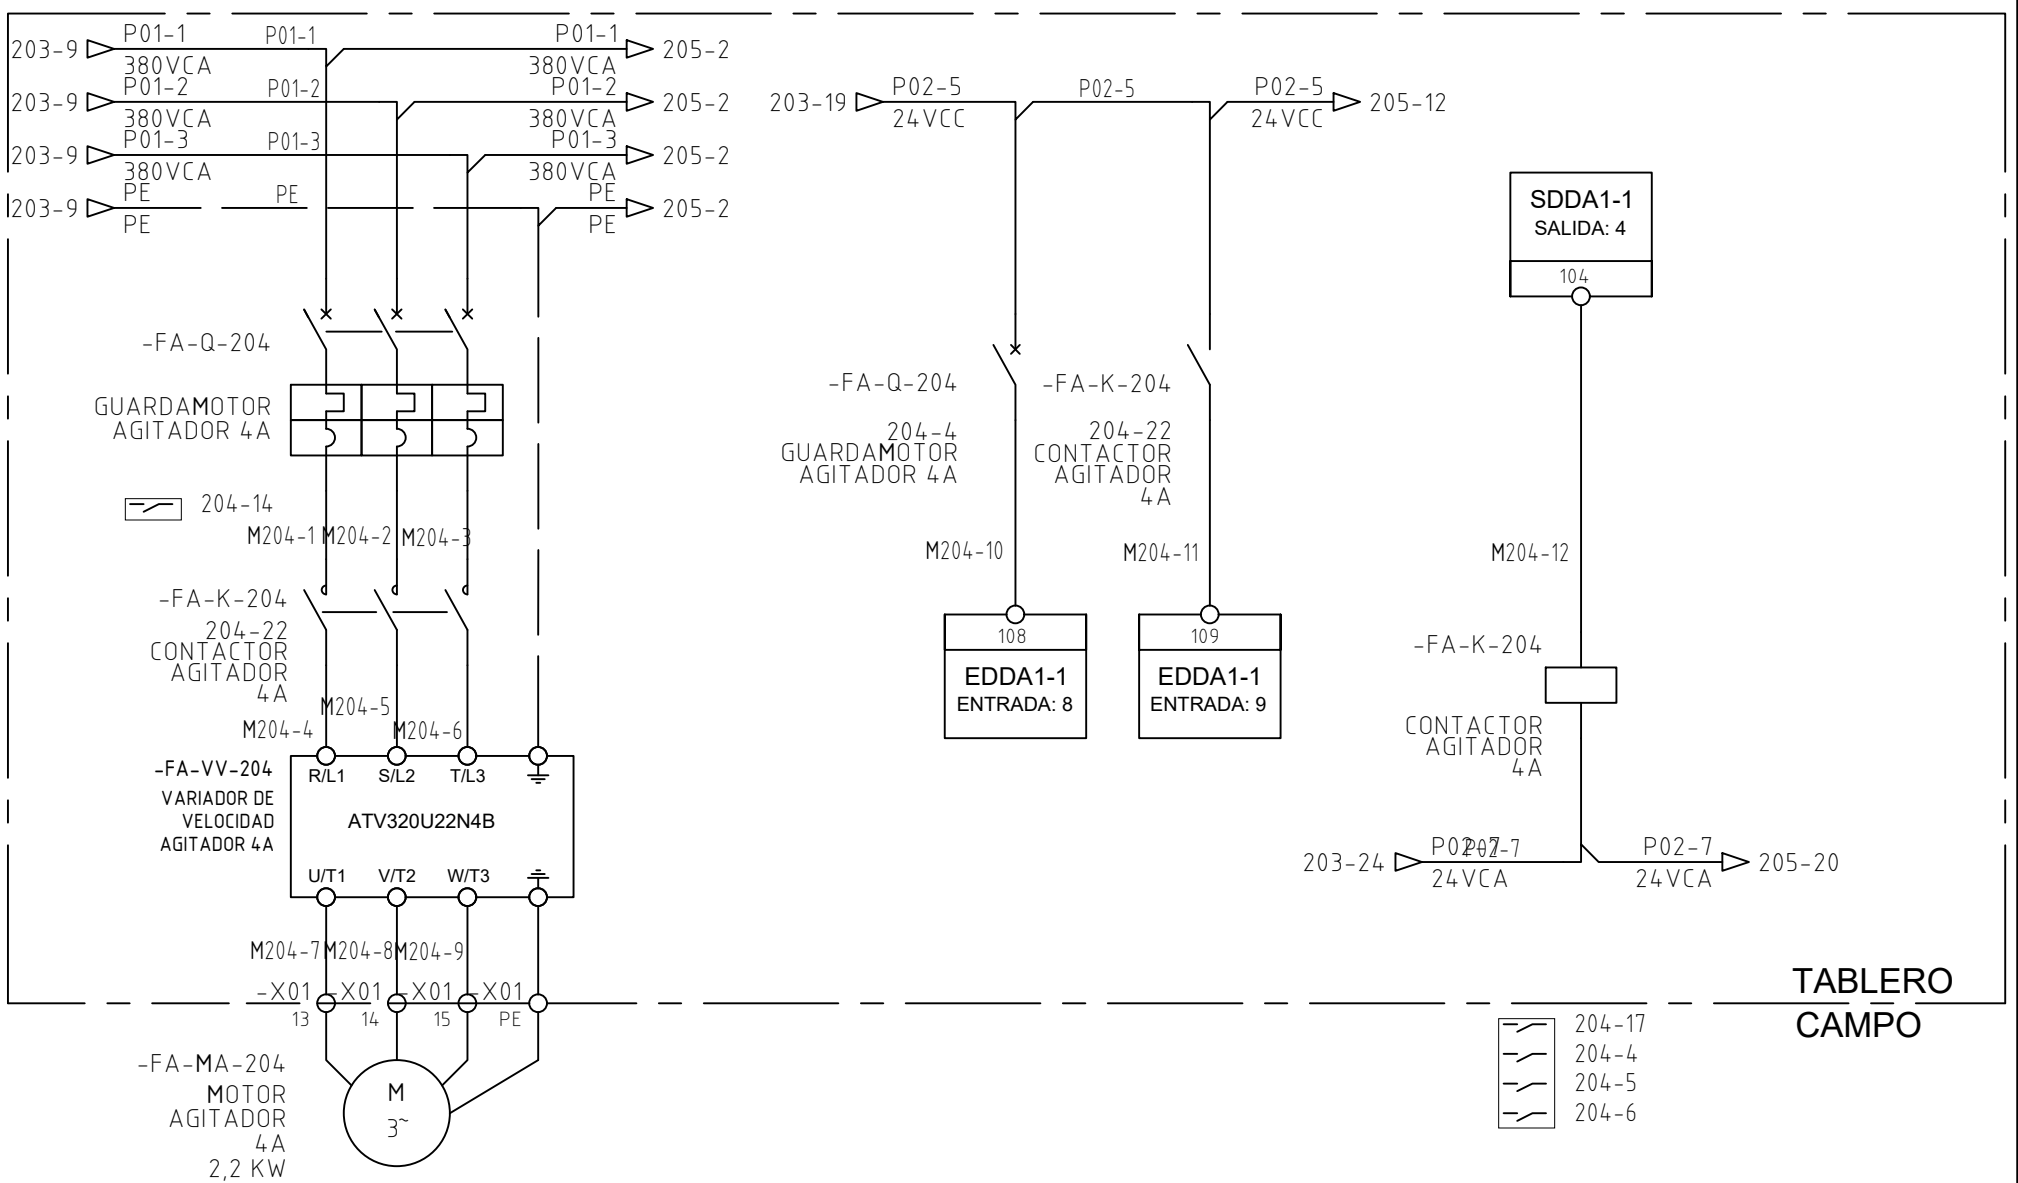 203-9 P01-1 P01-1 P01-1 205-2
380VCA 380VCA
203-9 P01-2 P01-2 P01-2 205-2
380VCA 380VCA
203-9 P01-3 P01-3 P01-3 205-2
380VCA 380VCA
203-9 PE PE PE 205-2
PE PE
-FA-Q-204
GUARDAMOTOR
AGITADOR 4A
204-14
M204-1 M204-2 M204-3
-FA-K-204
204-22
CONTACTOR
AGITADOR
4A
M204-5
M204-4 M204-6
-FA-VV-204
VARIADOR DE
VELOCIDAD
AGITADOR 4A
R/L1 S/L2 T/L3
ATV320U22N4B
U/T1 V/T2 W/T3
M204-7 M204-8 M204-9
-X01 -X01 -X01 -X01
13 14 15 PE
-FA-MA-204
MOTOR
AGITADOR
4A
2,2 KW
M
3~
203-19 P02-5 P02-5 P02-5 205-12
24VCC 24VCC
-FA-Q-204
204-4
GUARDAMOTOR
AGITADOR 4A
M204-10
108
EDDA1-1
ENTRADA: 8
-FA-K-204
204-22
CONTACTOR
AGITADOR
4A
M204-11
109
EDDA1-1
ENTRADA: 9
SDDA1-1
SALIDA: 4
104
M204-12
-FA-K-204
CONTACTOR
AGITADOR
4A
203-24 P02-7 P02-7 P02-7 205-20
24VCA 24VCA
TABLERO
CAMPO
204-17
204-4
204-5
204-6